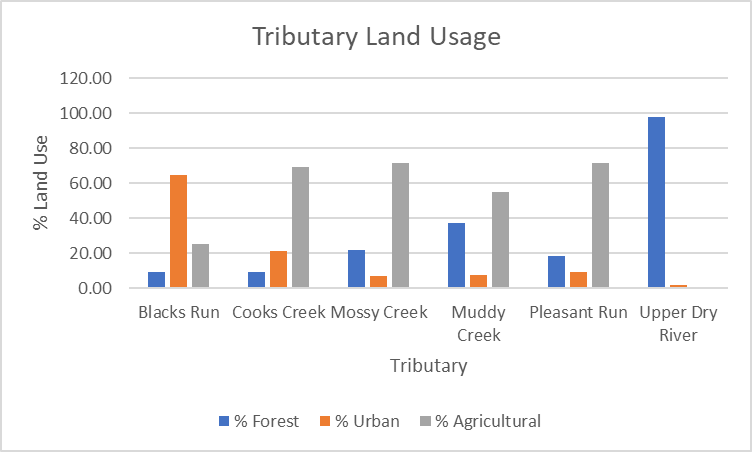 Tributary Land Usage
120.00
100.00
80.00
60.00
40.00
20.00
0.00
% Land Use
Blacks Run Cooks Creek Mossy Creek Muddy Creek Pleasant Run Upper Dry River
Tributary
% Forest % Urban % Agricultural